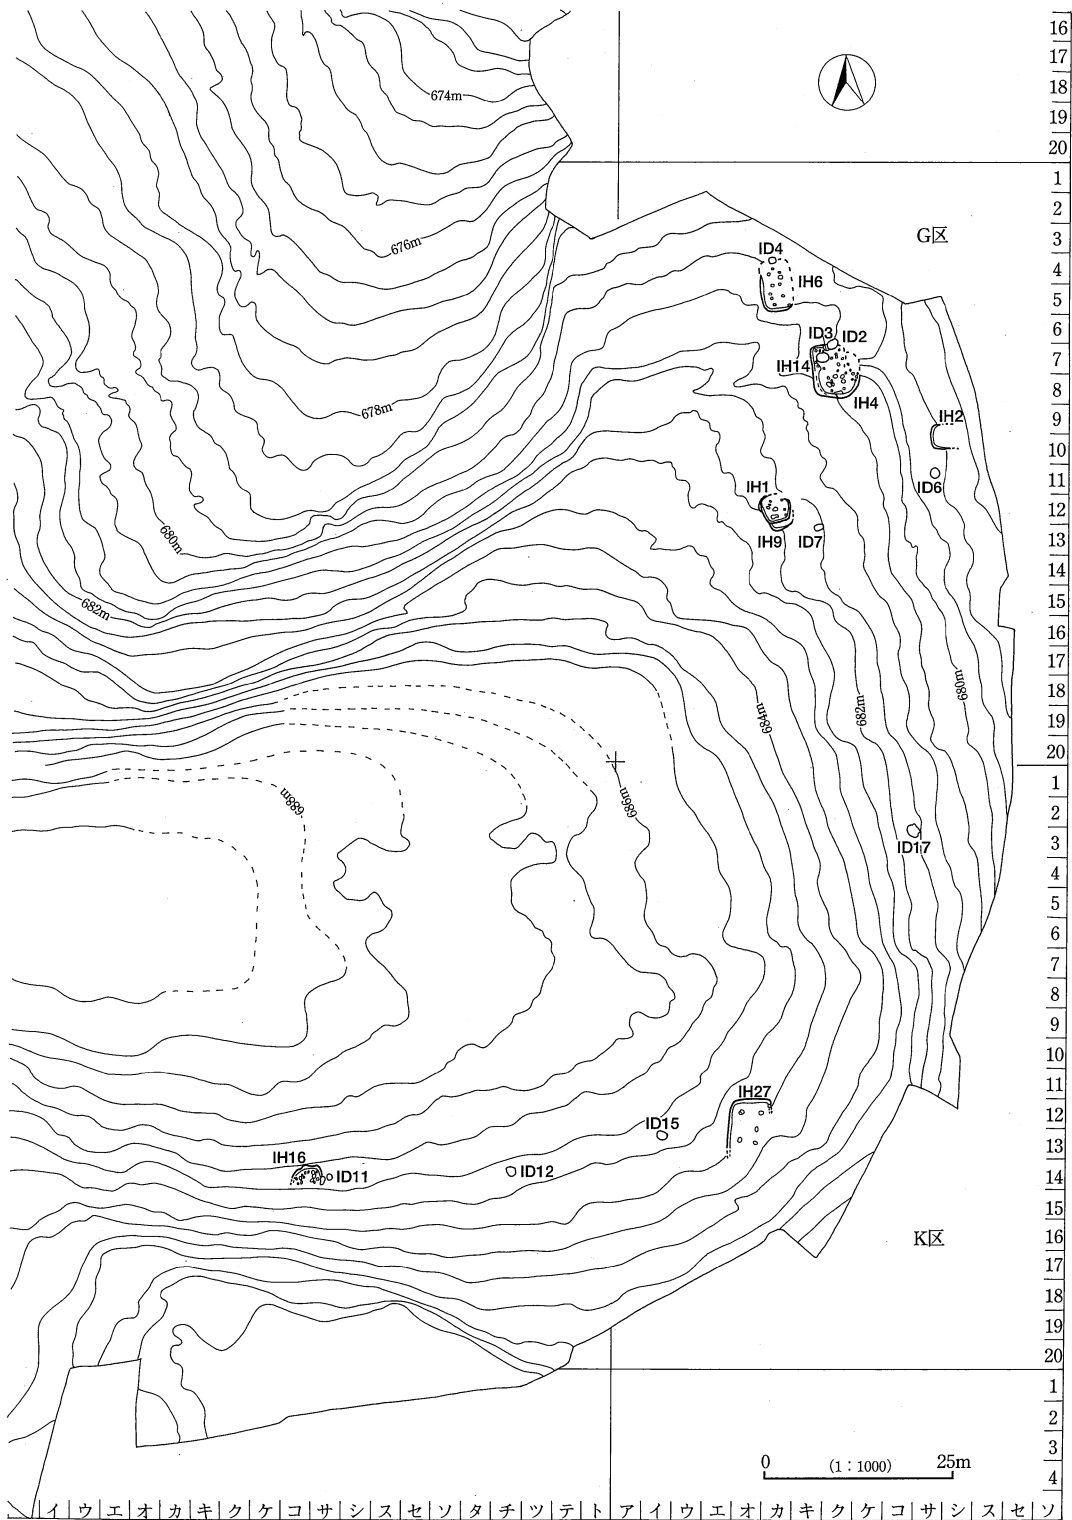 16
17
674m
18
19
20
1
2
G区
3
676m
ID4
4
IH6
5
6
ID3 ID2
7
IH14
8
678m
IH4
IH2
9
10
11
ID6
IH1
12
680m
IH9 ID7
13
14
15
682m
16
17
680m
18
684m
682m
19
20
1
688m
686m
2
ID17
3
4
5
6
7
8
9
10
11
IH27
12
ID15
13
IH16
ID11
ID12
14
15
K区
16
17
18
19
20
1
2
3
0 (1:1000) 25m
4
イ ウ エ オ カ キ ク ケ コ サ シ ス セ ソ タ チ ツ テ ト ア イ ウ エ オ カ キ ク ケ コ サ シ ス セ ソ